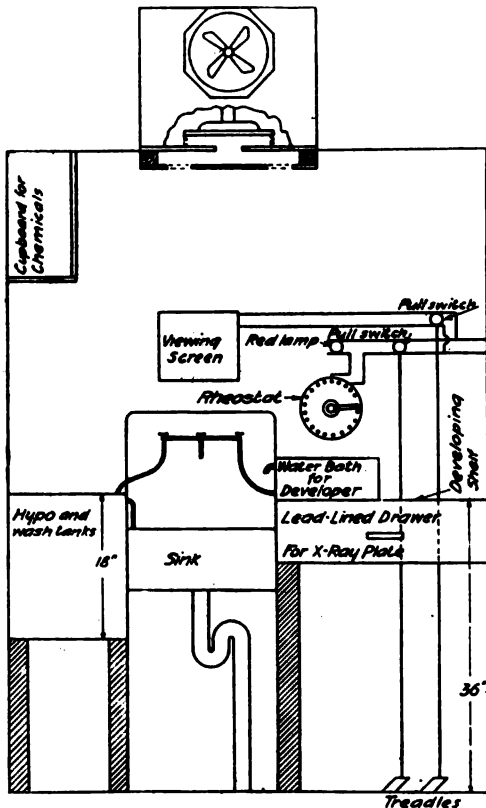 Cupboard for
Chemicals
Pull switch
Viewing
Screen
Red lamp
Pull switch
Rheostat
Developing
Shelf
Water Bath
for
Developer
Hypo and
wash tanks
Lead-Lined Drawer
For X-Ray Plate
18"
Sink
36"
Treadles